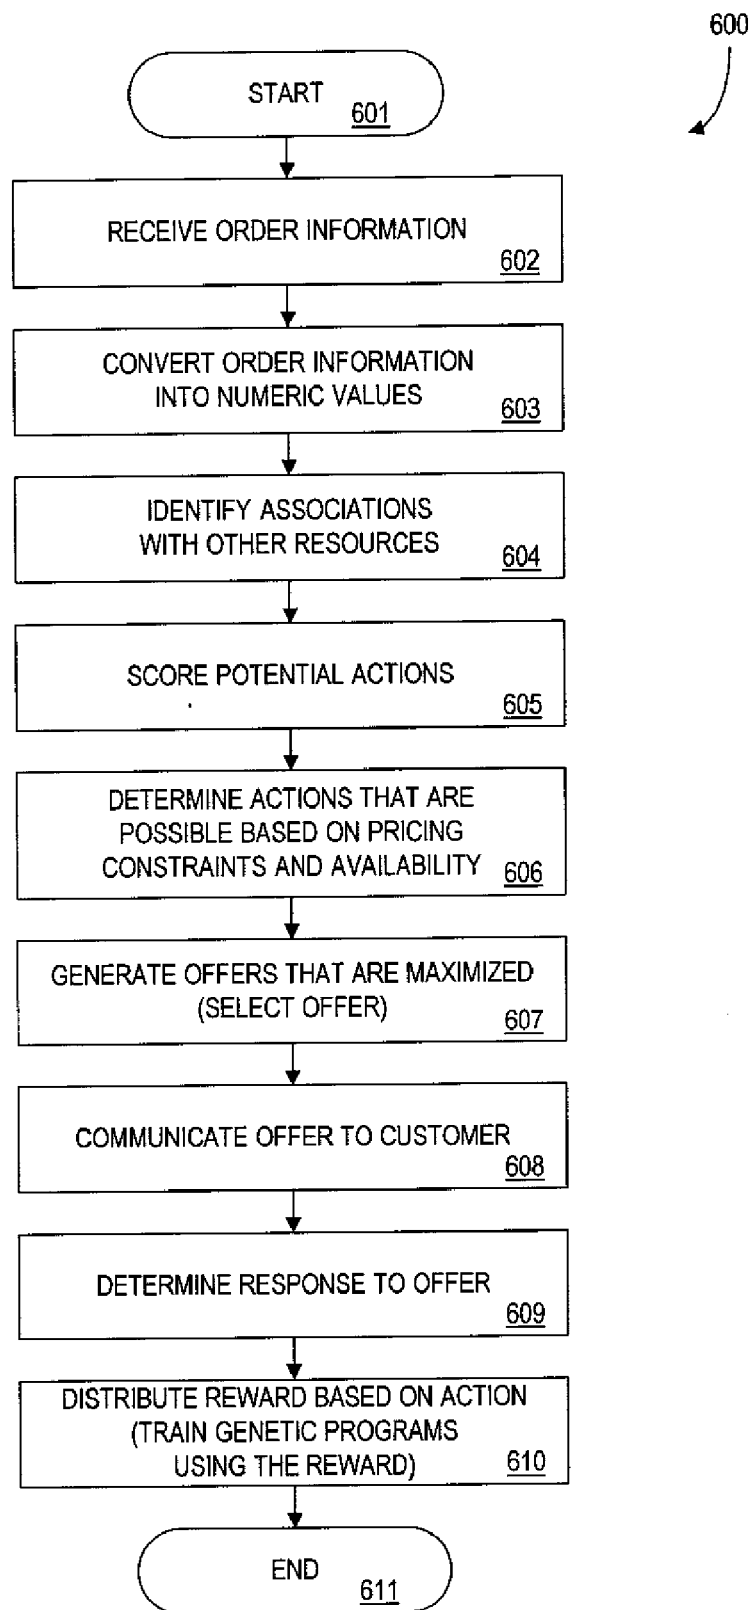 600
START
601
RECEIVE ORDER INFORMATION
602
CONVERT ORDER INFORMATION
INTO NUMERIC VALUES
603
IDENTIFY ASSOCIATIONS
WITH OTHER RESOURCES
604
SCORE POTENTIAL ACTIONS
605
DETERMINE ACTIONS THAT ARE
POSSIBLE BASED ON PRICING
CONSTRAINTS AND AVAILABILITY
606
GENERATE OFFERS THAT ARE MAXIMIZED
(SELECT OFFER)
607
COMMUNICATE OFFER TO CUSTOMER
608
DETERMINE RESPONSE TO OFFER
609
DISTRIBUTE REWARD BASED ON ACTION
(TRAIN GENETIC PROGRAMS
USING THE REWARD)
610
END
611